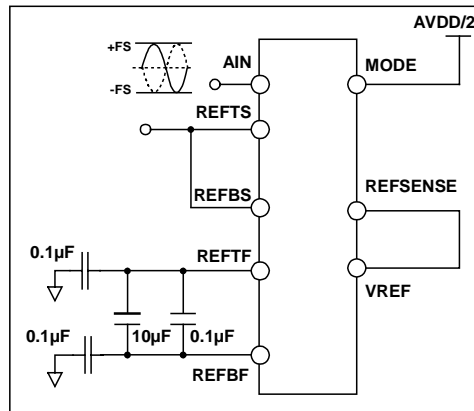 AVDD/2
+FS
-FS
AIN
MODE
REFTS
REFSENSE
REFBS
0.1µF
REFTF
VREF
0.1µF
10µF
0.1µF
REFBF